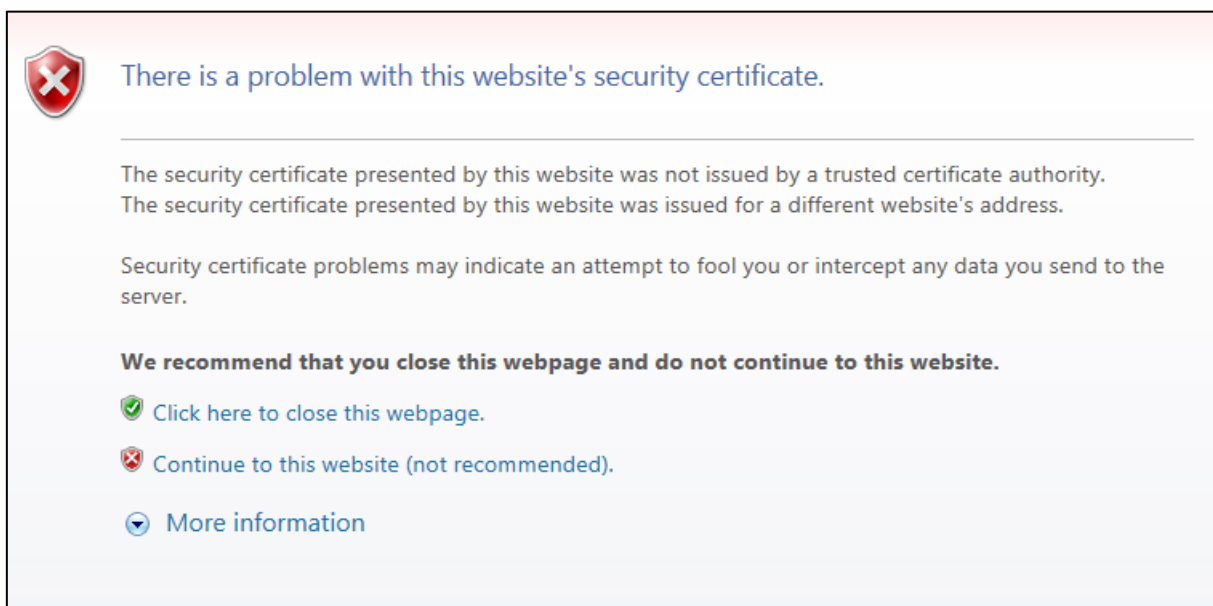 There is a problem with this website's security certificate.
The security certificate presented by this website was not issued by a trusted certificate authority.
The security certificate presented by this website was issued for a different website's address.
Security certificate problems may indicate an attempt to fool you or intercept any data you send to the
server.
We recommend that you close this webpage and do not continue to this website.
Click here to close this webpage.
Continue to this website (not recommended).
More information